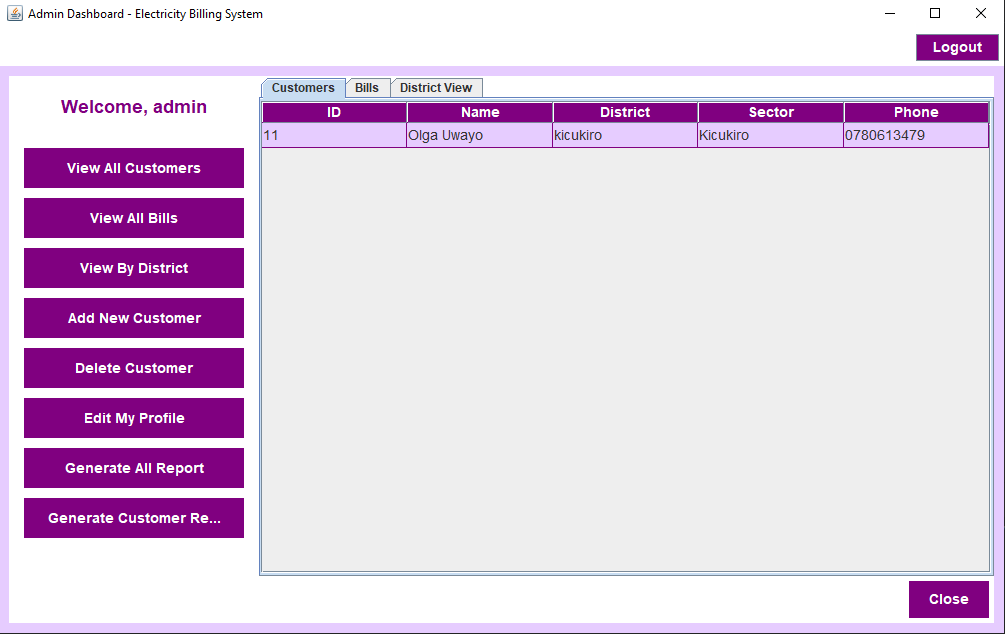 Admin Dashboard - Electricity Billing System
Logout
Welcome, admin
View All Customers
View All Bills
View By District
Add New Customer
Delete Customer
Edit My Profile
Generate All Report
Generate Customer Re...
Customers Bills District View
ID Name District Sector Phone
11 Olga Uwayo kicukiro Kicukiro 0780613479
Close